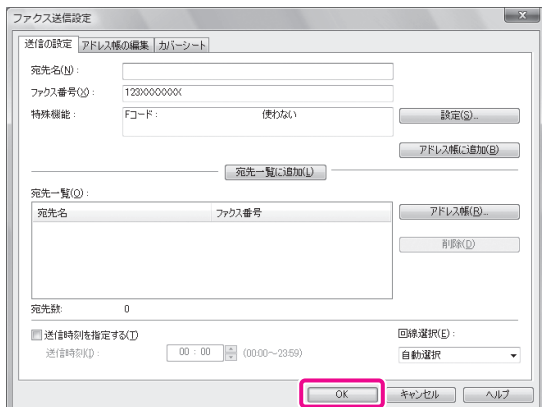 ファクス送信設定
送信の設定 アドレス帳の編集 カバーシート
宛先名(N) :
ファクス番号(X) : 123XXXXXXX
特殊機能 : Fコード : 使わない 設定(S)...
アドレス帳に追加(B)
宛先一覧に追加(L)
宛先一覧(O) :
宛先名 ファクス番号 アドレス帳(R)...
削除(D)
宛先数: 0
送信時刻を指定する(T) 回線選択(E) :
送信時刻(I) : 00 : 00 (00:00～23:59) 自動選択
OK キャンセル ヘルプ